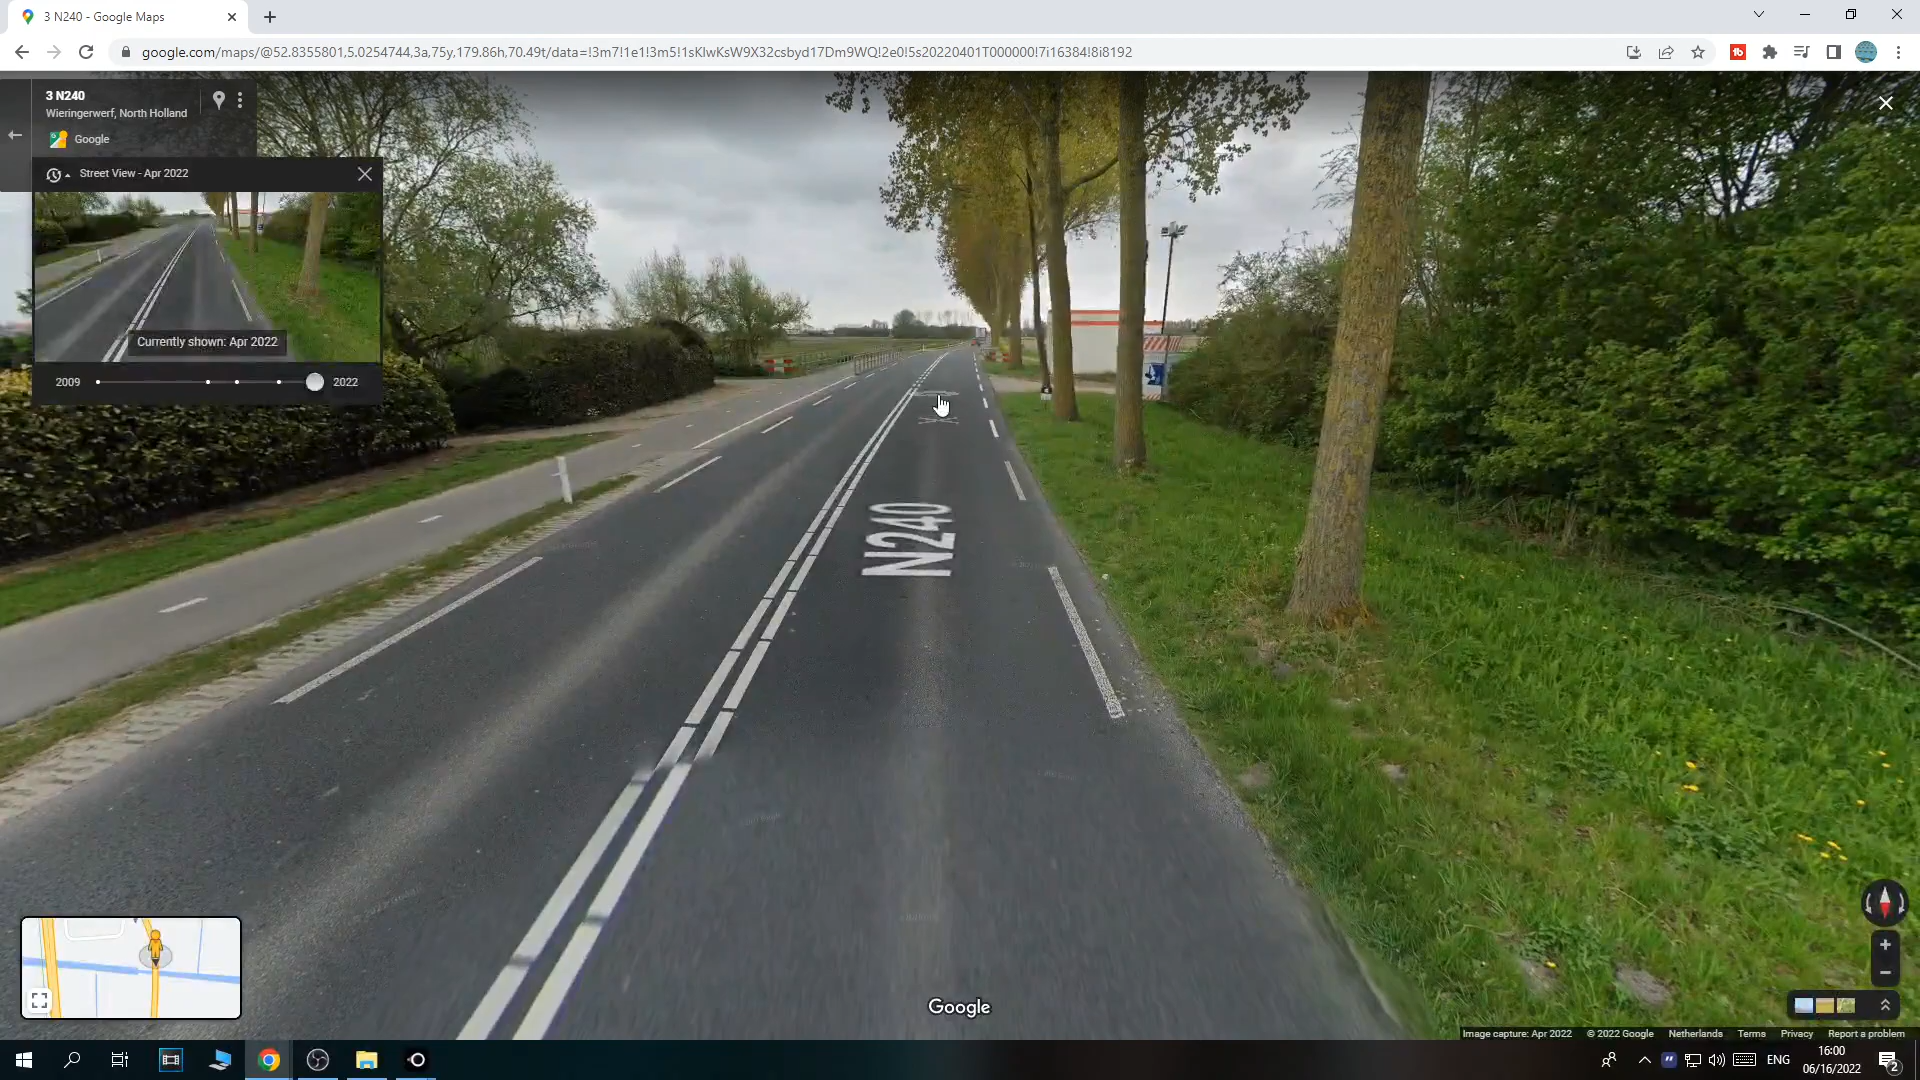 3 N240 - Google Maps
google.com/maps/@52.8355801,5.0254744,3a,75y,179.86h,70.49t/data=!3m7!1e1!3m5!1sKlwKsW9X32csbyd17Dm9WQ!2e0!5s20220401T000000!7i16384!8i8192
3 N240
Wieringerwerf, North Holland
Google
Street View - Apr 2022
Currently shown: Apr 2022
2009
2022
N240
Google
Image capture: Apr 2022 © 2022 Google Netherlands Terms Privacy Report a problem
ENG
16:00
06/16/2022
2